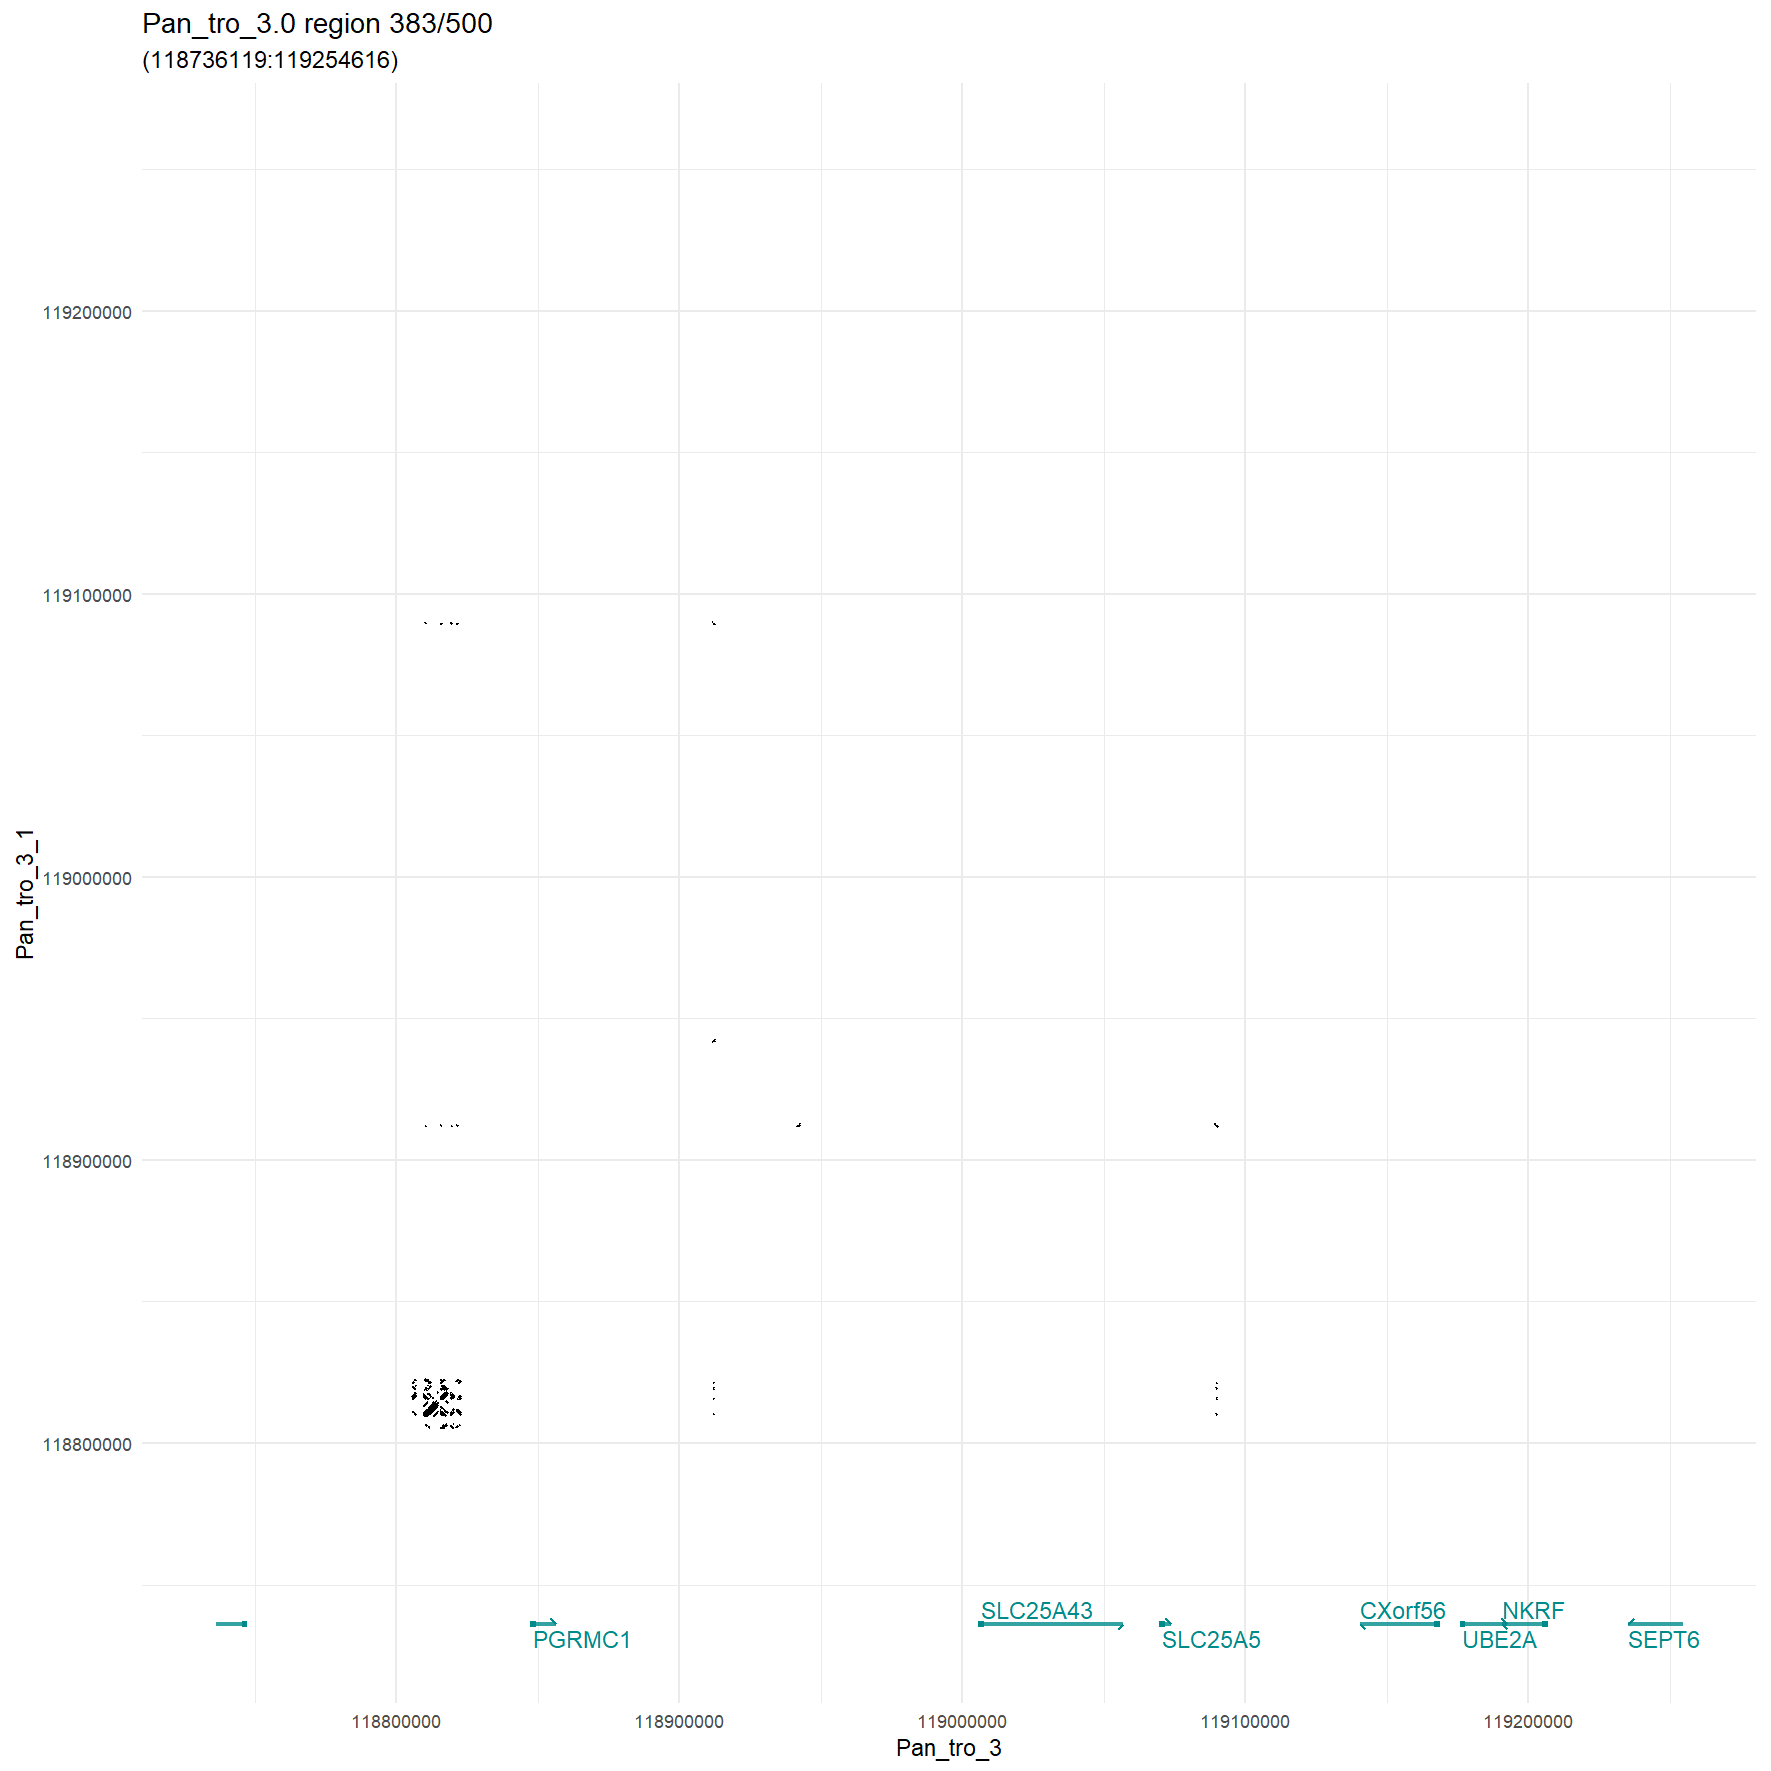 Pan_tro_3.0 region 383/500
(118736119:119254616)
119200000
119100000
119000000
118900000
118800000
Pan_tro_3_1
SLC25A43
CXorf56
NKRF
PGRMC1
SLC25A5
UBE2A
SEPT6
118800000
118900000
119000000
119100000
119200000
Pan_tro_3